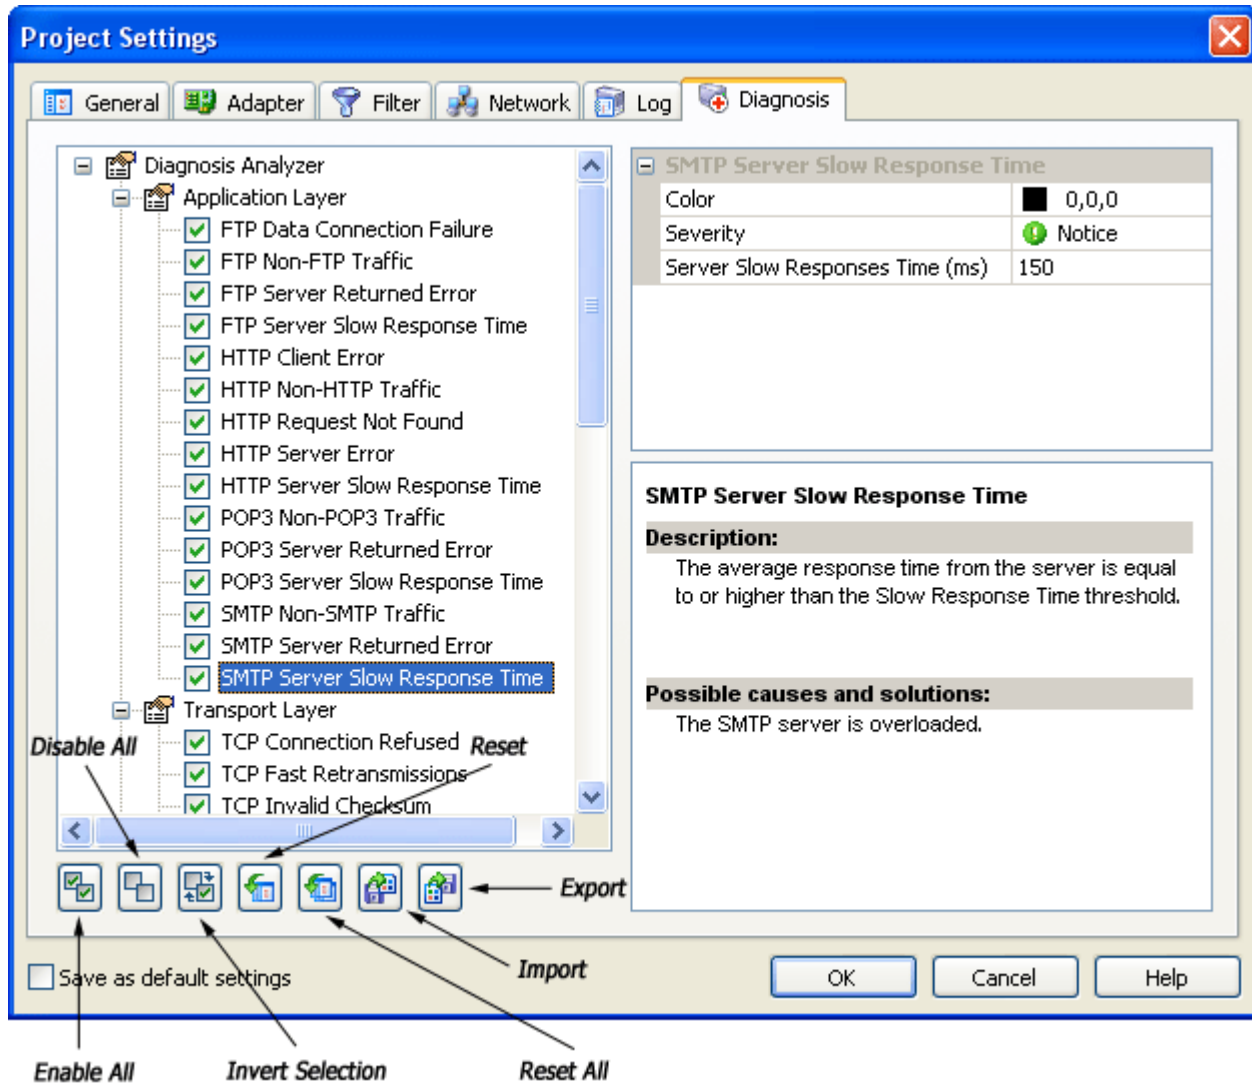 Project Settings
General Adapter Filter Network Log Diagnosis
Diagnosis Analyzer
Application Layer
FTP Data Connection Failure
FTP Non-FTP Traffic
FTP Server Returned Error
FTP Server Slow Response Time
HTTP Client Error
HTTP Non-HTTP Traffic
HTTP Request Not Found
HTTP Server Error
HTTP Server Slow Response Time
POP3 Non-POP3 Traffic
POP3 Server Returned Error
POP3 Server Slow Response Time
SMTP Non-SMTP Traffic
SMTP Server Returned Error
SMTP Server Slow Response Time
Transport Layer
TCP Connection Refused
TCP Fast Retransmissions
TCP Invalid Checksum
SMTP Server Slow Response Time
Color 0,0,0
Severity Notice
Server Slow Responses Time (ms) 150
SMTP Server Slow Response Time
Description:
The average response time from the server is equal
to or higher than the Slow Response Time threshold.
Possible causes and solutions:
The SMTP server is overloaded.
Disable All
Reset
Export
Import
Save as default settings
OK Cancel Help
Enable All
Invert Selection
Reset All